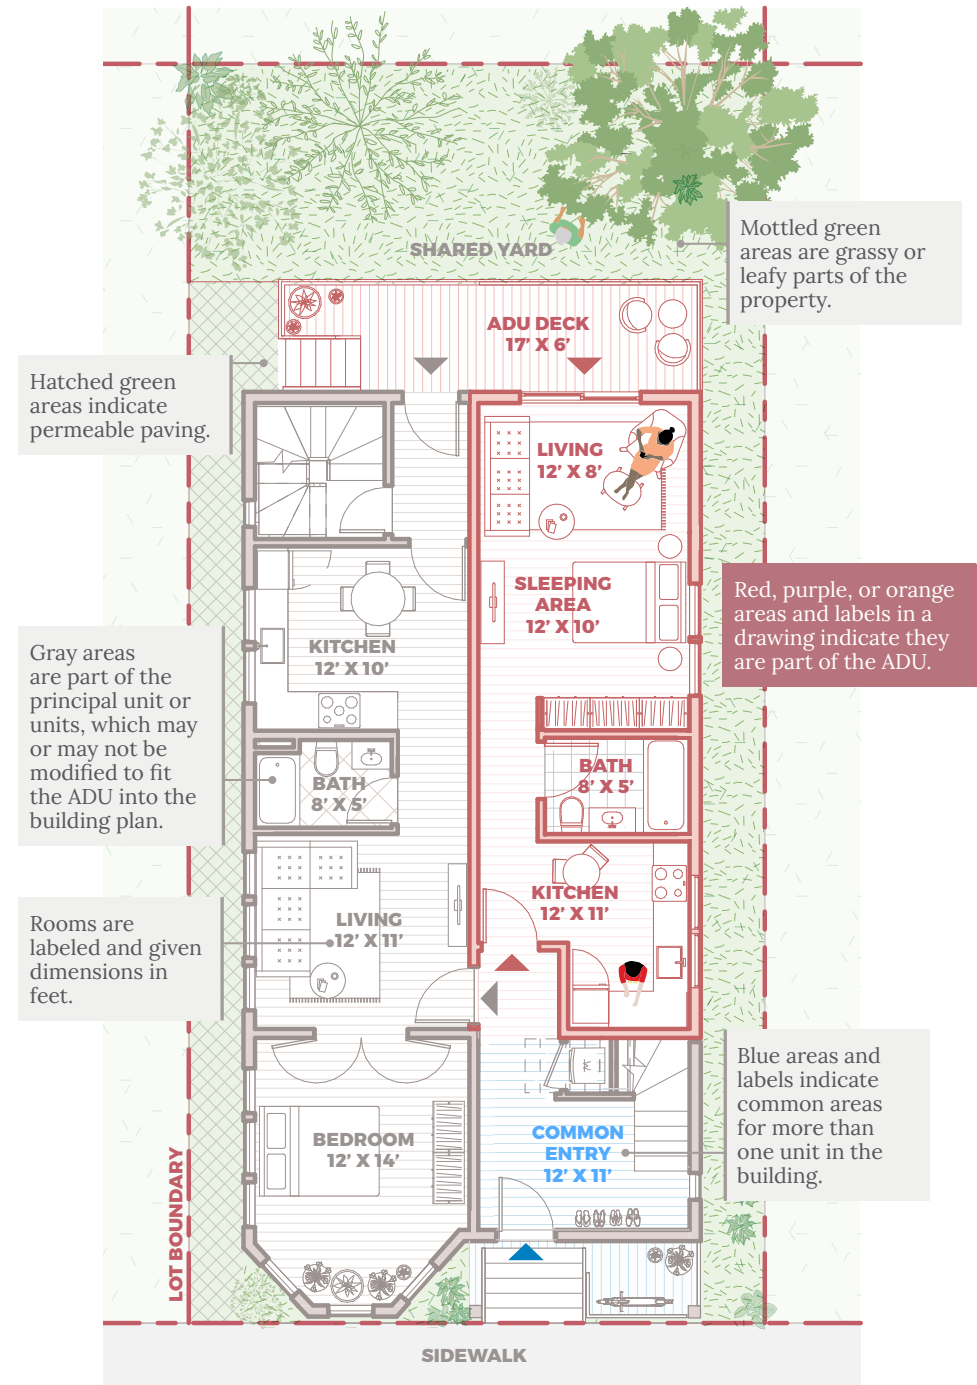 Mottled green
areas are grassy or
leafy parts of the
property.
SHARED YARD
ADU DECK
17’ X 6’
Hatched green
areas indicate
permeable paving.
LIVING
12’ X 8’
SLEEPING
AREA
12’ X 10’
Red, purple, or orange
areas and labels in a
drawing indicate they
are part of the ADU.
KITCHEN
12’ X 10’
Gray areas
are part of the
principal unit or
units, which may
or may not be
modified to fit
the ADU into the
building plan.
BATH
8’ X 5’
BATH
8’ X 5’
KITCHEN
12’ X 11’
Rooms are
labeled and given
dimensions in
feet.
LIVING
12’ X 11’
Blue areas and
labels indicate
common areas
for more than
one unit in the
building.
COMMON
ENTRY
12’ X 11’
BEDROOM
12’ X 14’
LOT BOUNDARY
SIDEWALK